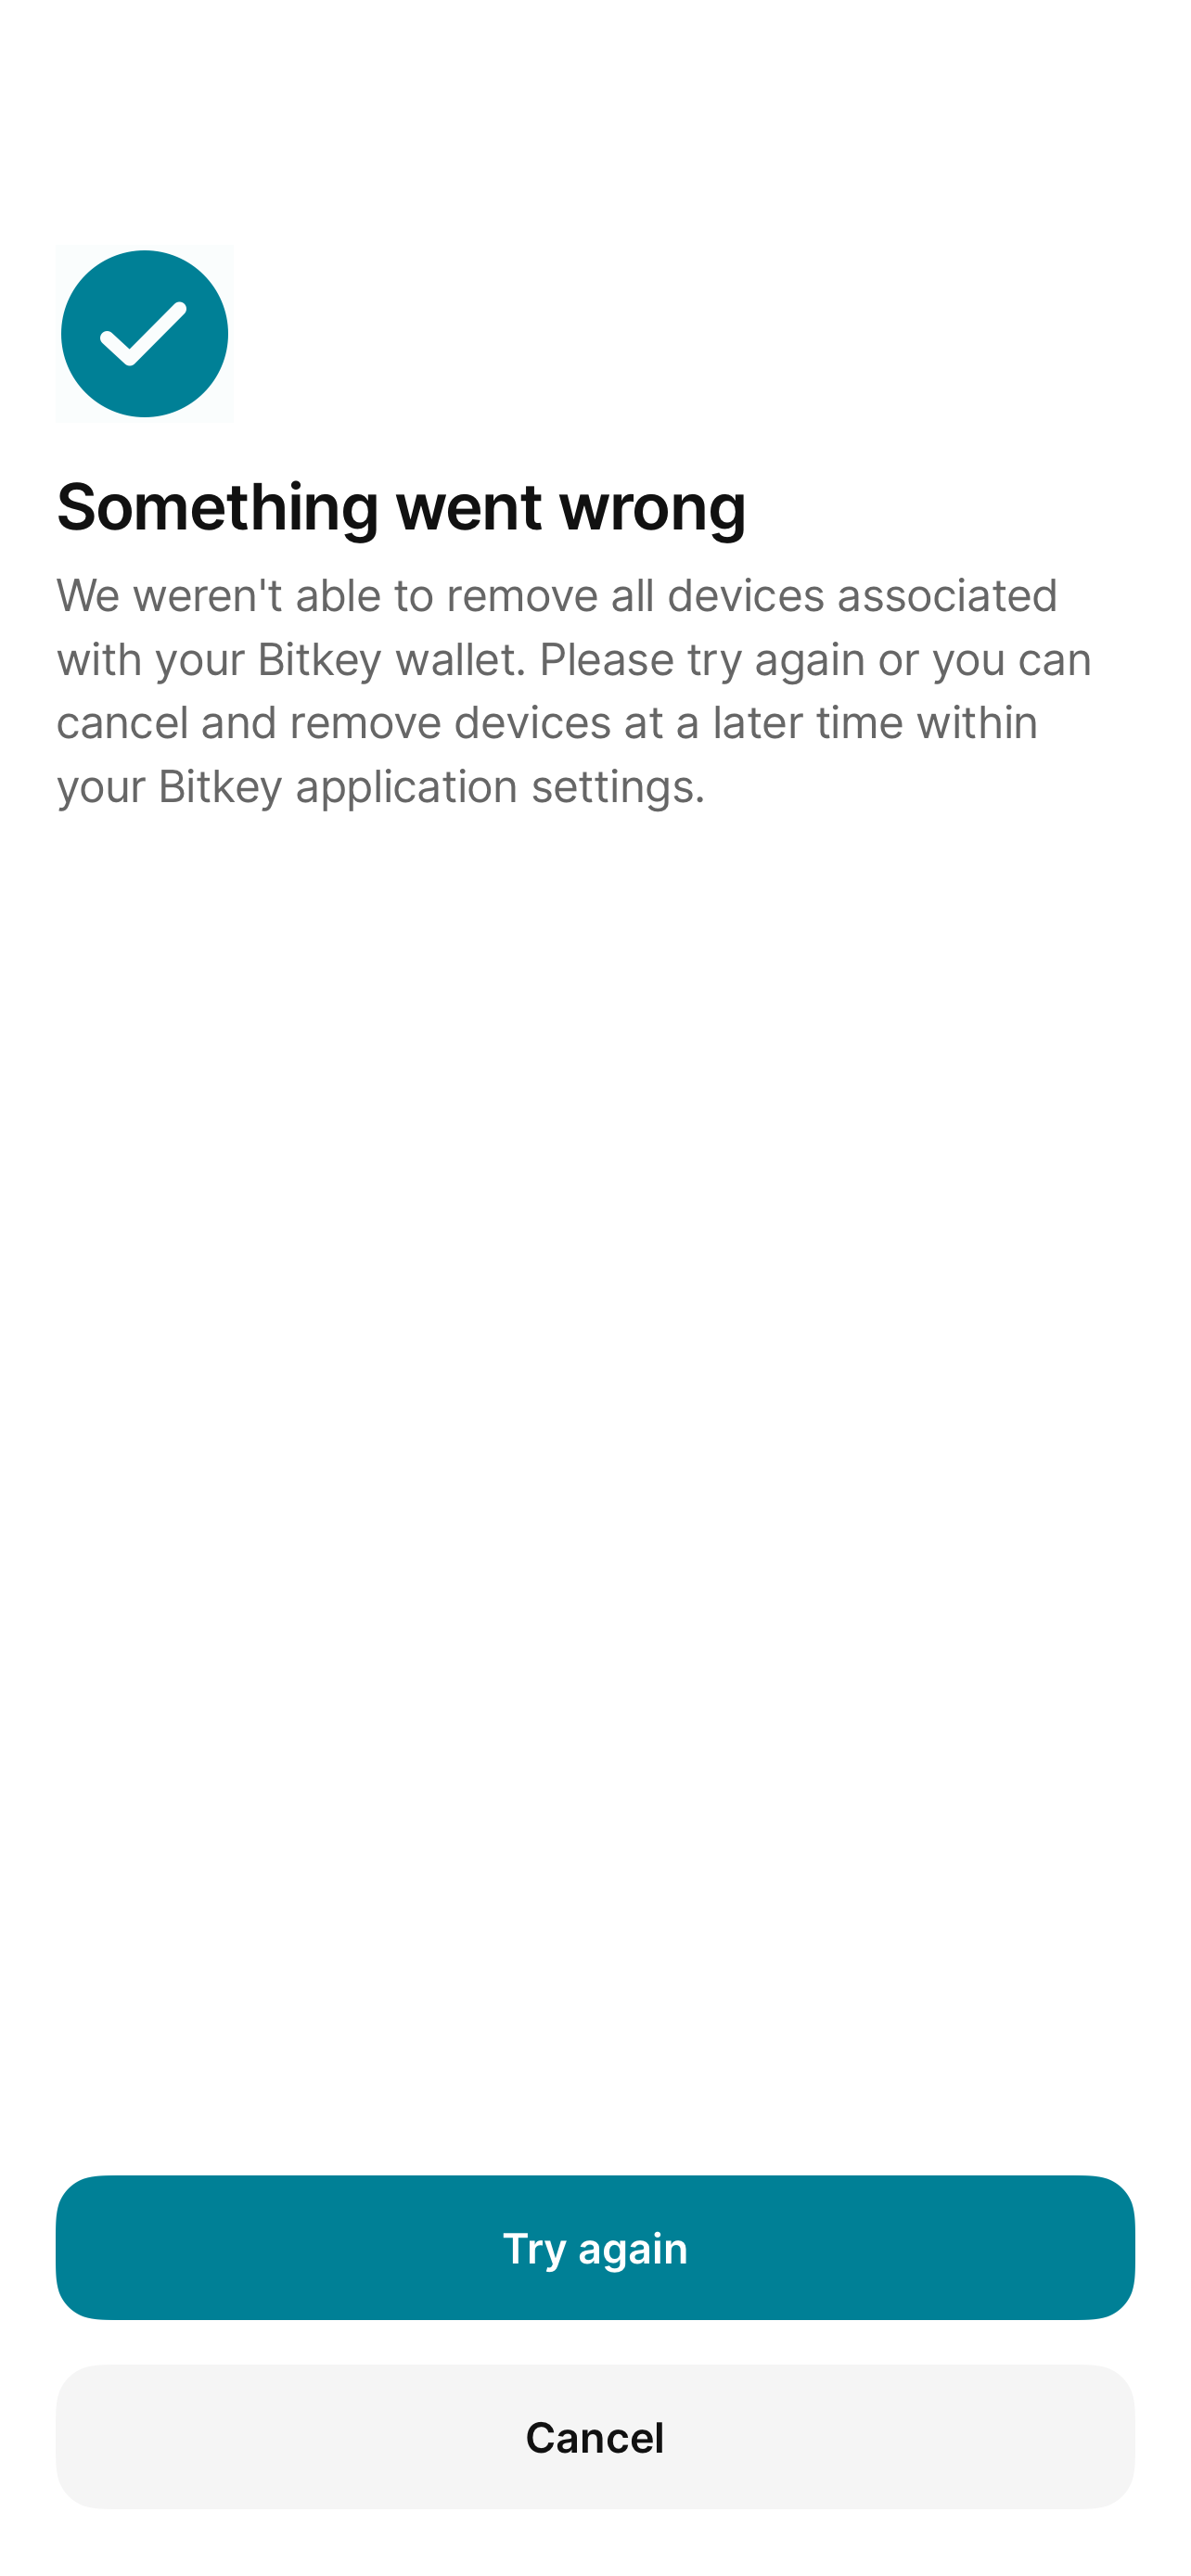 Something went wrong
We weren't able to remove all devices associated
with your Bitkey wallet. Please try again or you can
cancel and remove devices at a later time within
your Bitkey application settings.
Try again
Cancel